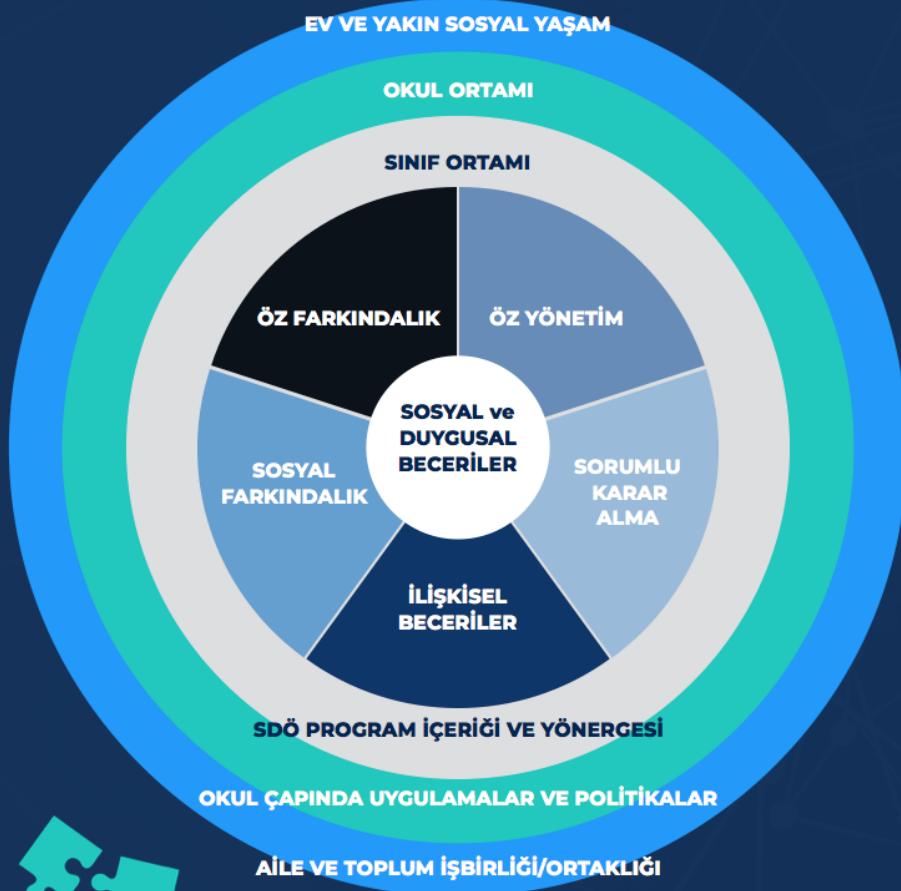 EV VE YAKIN SOSYAL YAŞAM
OKUL ORTAMI
SINIF ORTAMI
ÖZ FARKINDALIK
ÖZ YÖNETİM
SOSYAL ve
DUYGUSAL
BECERİLER
SOSYAL
FARKINDALIK
SORUMLU
KARAR
ALMA
İLİŞKİSEL
BECERİLER
SDÖ PROGRAM İÇERİĞİ VE YÖNERGESİ
OKUL ÇAPINDA UYGULAMALAR VE POLİTİKALAR
AİLE VE TOPLUM İŞBİRLİĞİ/ORTAKLIĞI